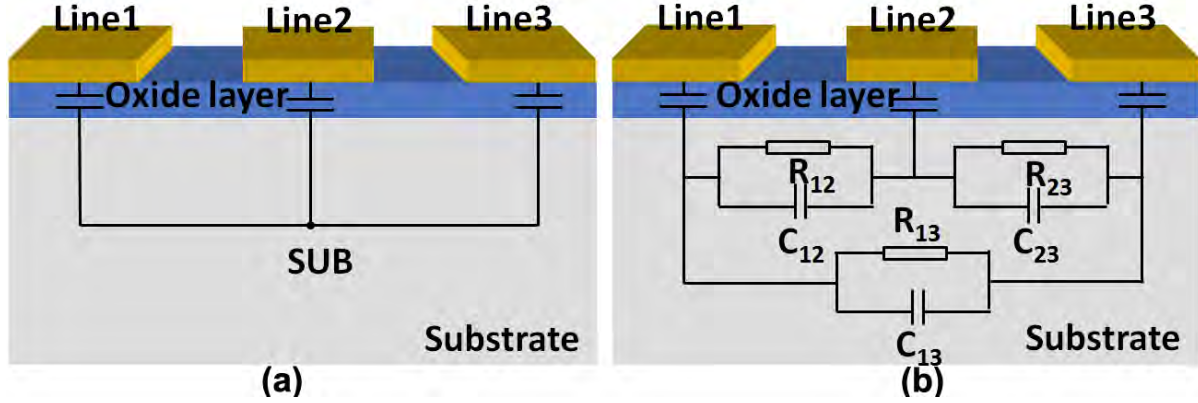 Line1 Line2 Line3
Oxide layer
SUB
Substrate
(a)
Line1 Line2 Line3
Oxide layer
R12 R23
C12 R13 C23
C13 Substrate
(b)